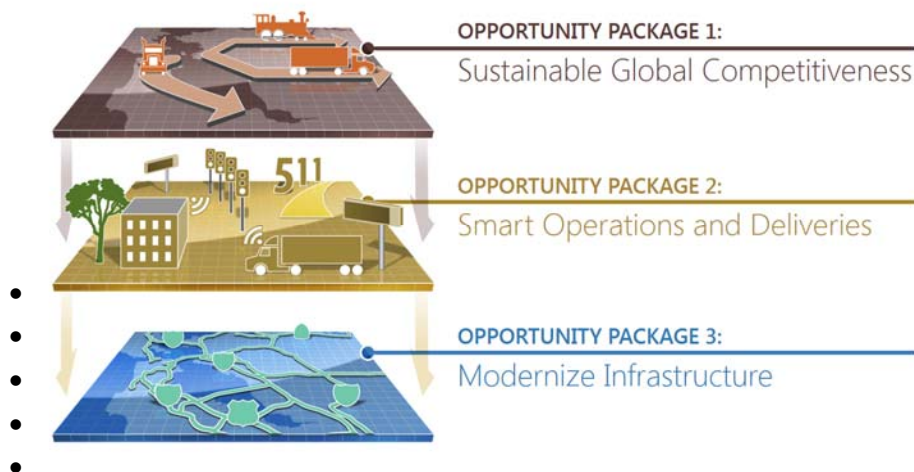 OPPORTUNITY PACKAGE 1:
Sustainable Global Competitiveness
511
OPPORTUNITY PACKAGE 2:
Smart Operations and Deliveries
OPPORTUNITY PACKAGE 3:
Modernize Infrastructure